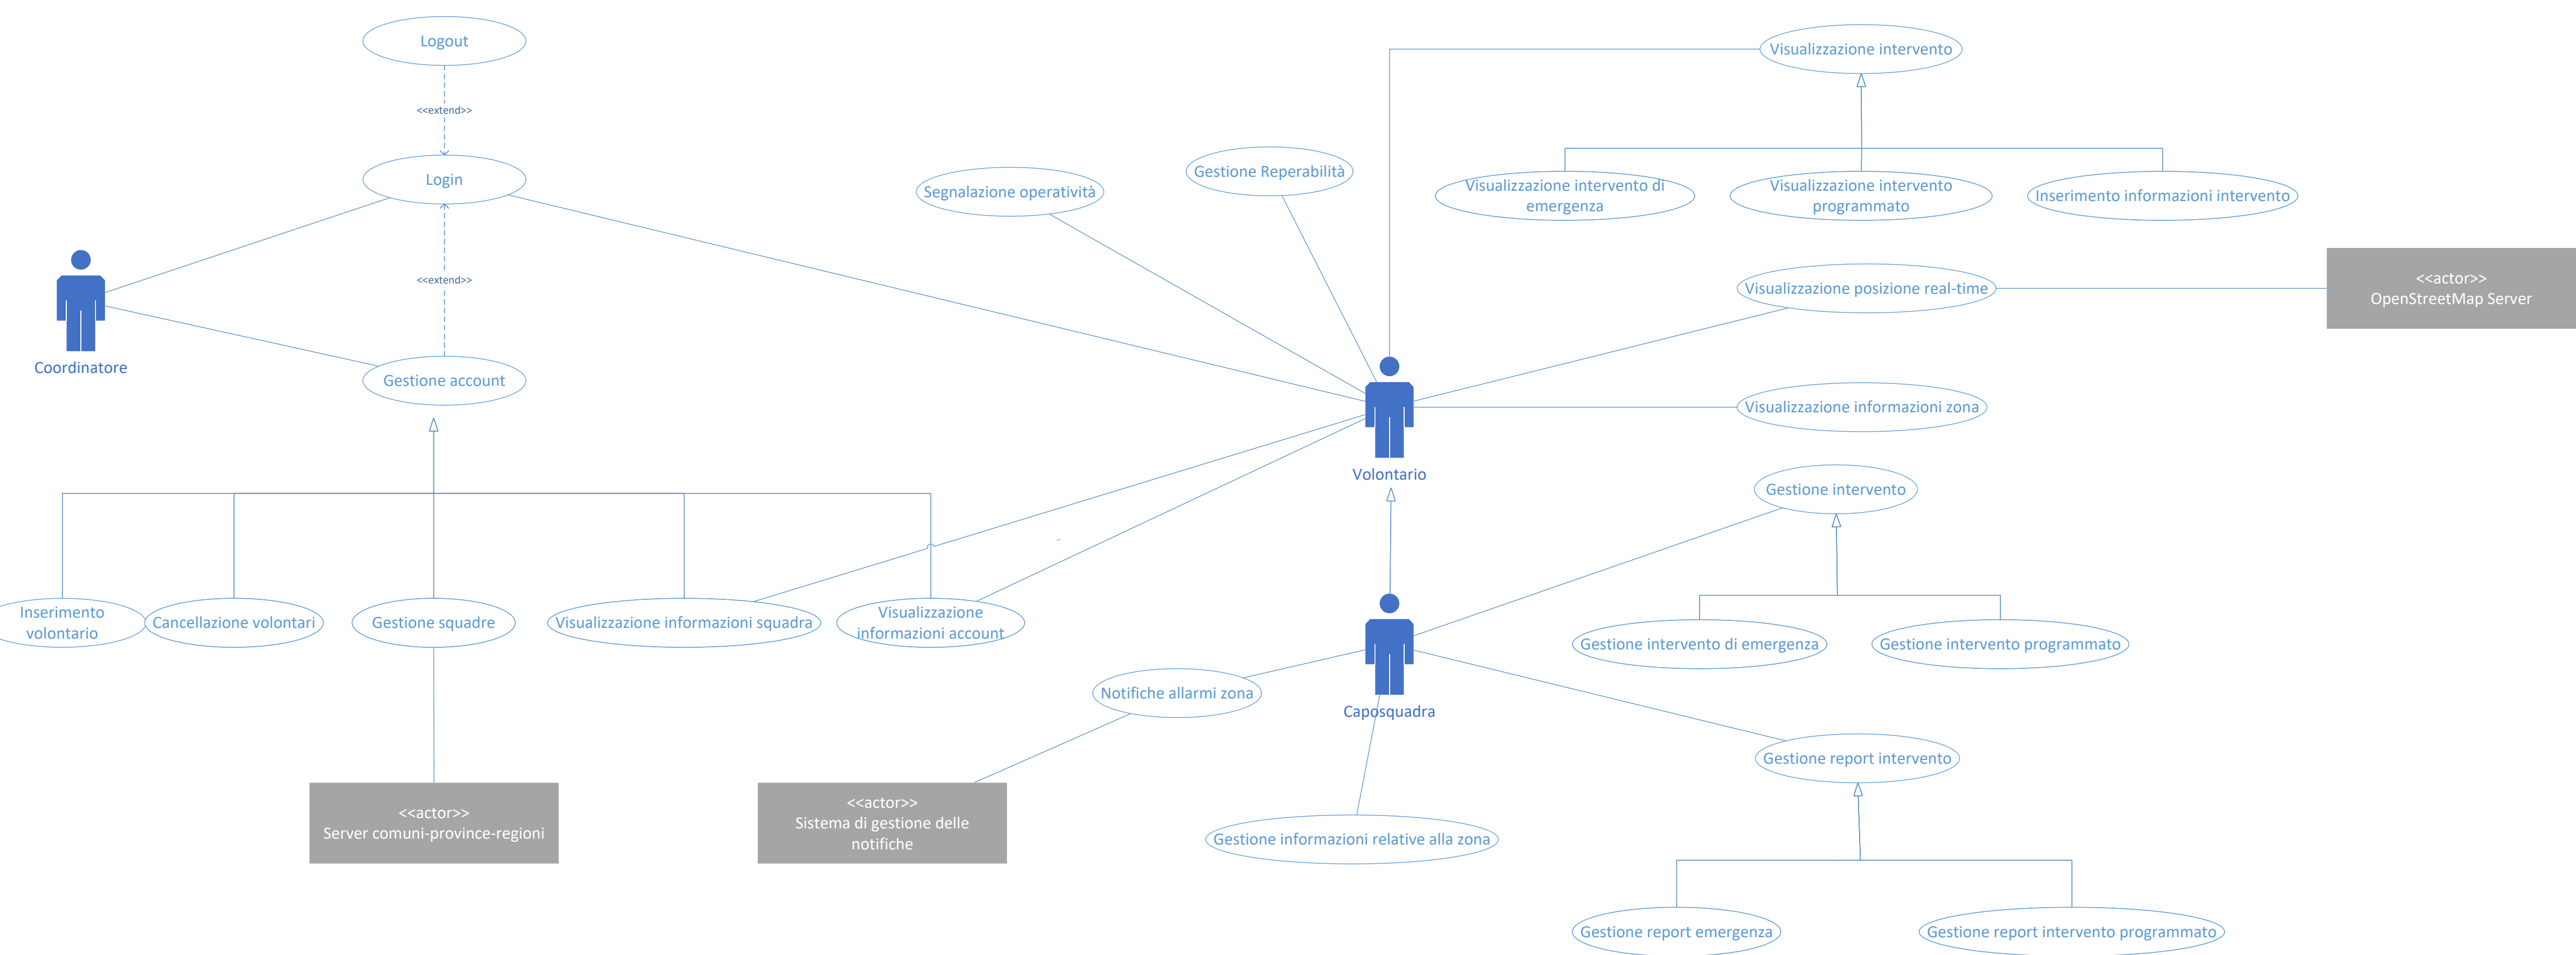 Logout
<<extend>>
Login
<<extend>>
Coordinatore
Gestione account
Inserimento
volontario
Cancellazione volontari
Gestione squadre
Visualizzazione informazioni squadra
Visualizzazione
informazioni account
<<actor>>
Server comuni-province-regioni
<<actor>>
Sistema di gestione delle
notifiche
Segnalazione operatività
Gestione Reperabilità
Visualizzazione intervento
Visualizzazione intervento di
emergenza
Visualizzazione intervento
programmato
Inserimento informazioni intervento
Visualizzazione posizione real-time
<<actor>>
OpenStreetMap Server
Visualizzazione informazioni zona
Volontario
Gestione intervento
Gestione intervento di emergenza
Gestione intervento programmato
Notifiche allarmi zona
Caposquadra
Gestione informazioni relative alla zona
Gestione report intervento
Gestione report emergenza
Gestione report intervento programmato